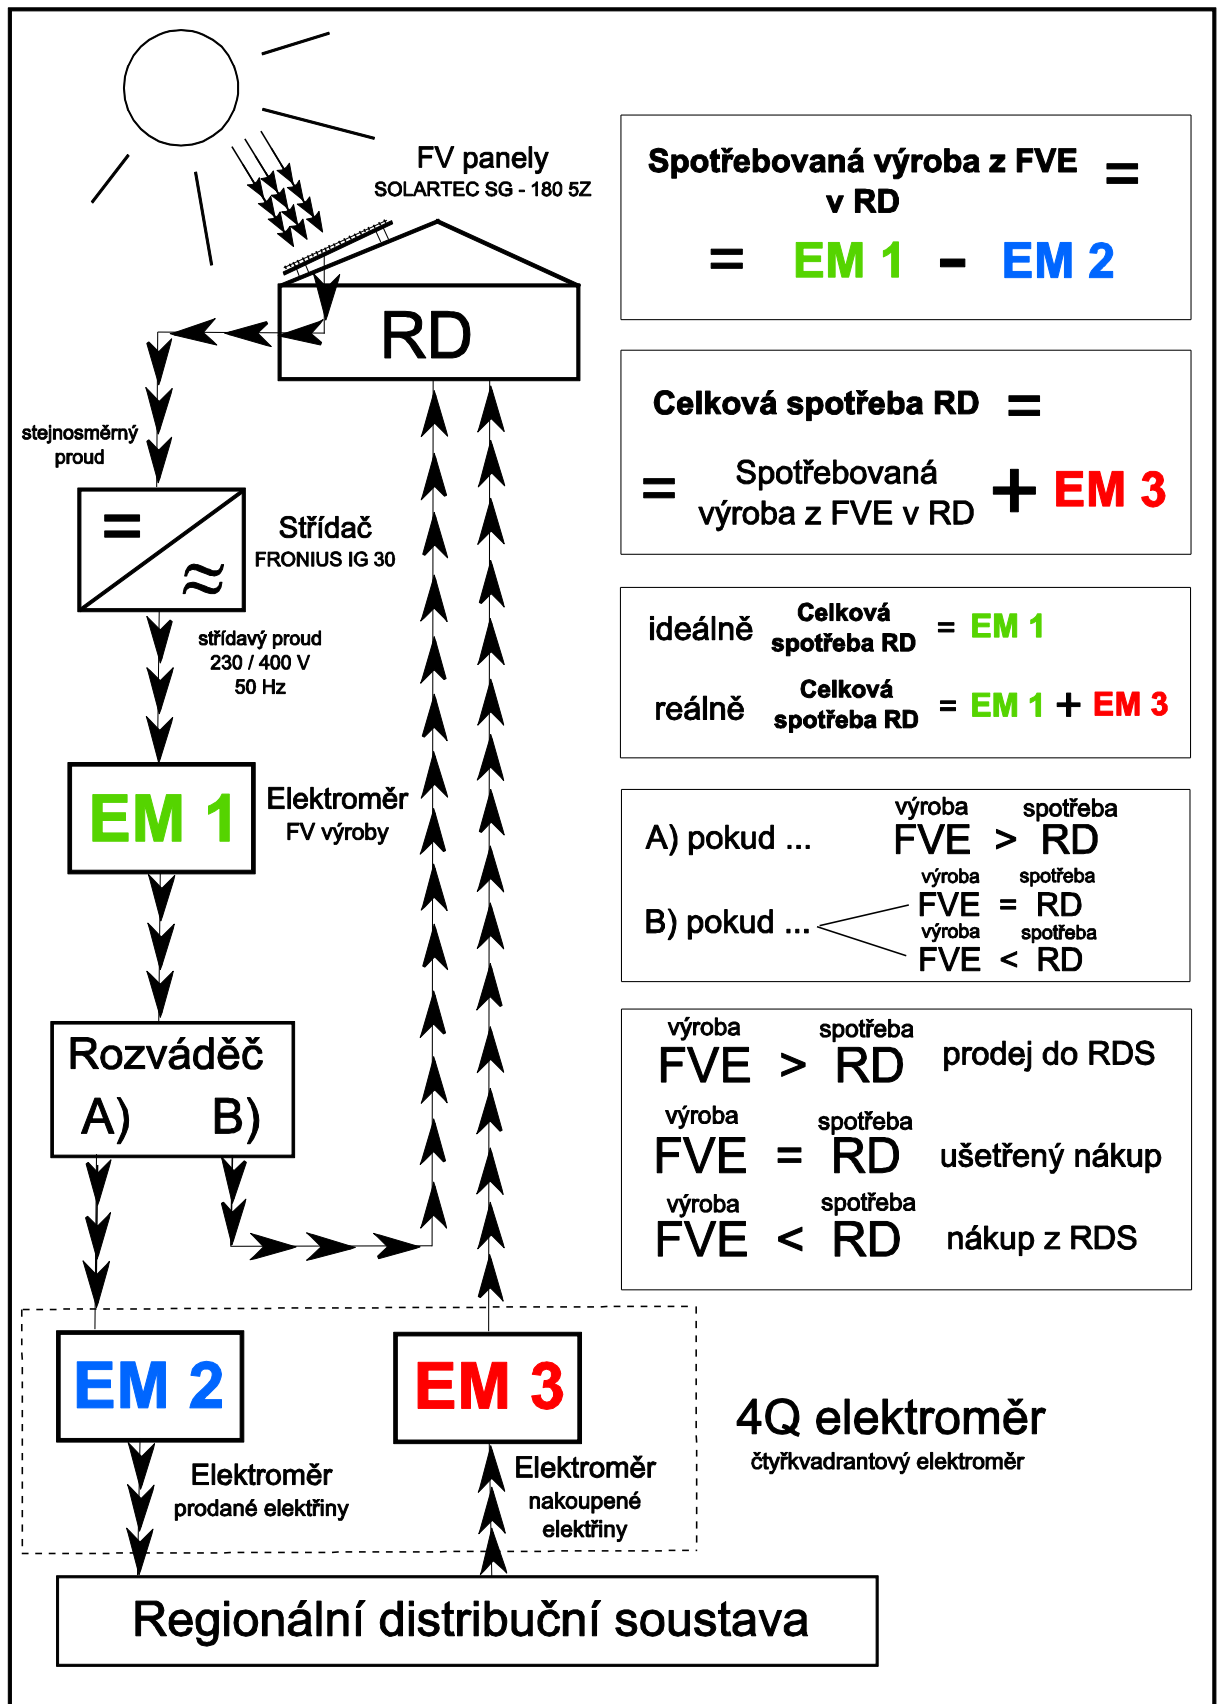 FV panely
SOLARTEC SG - 180 5Z
RD
stejnosměrný
proud
=
≈
Střídač
FRONIUS IG 30
střídavý proud
230 / 400 V
50 Hz
EM 1
Elektroměr
FV výroby
Rozváděč
A) B)
EM 2
Elektroměr
prodané elektřiny
EM 3
Elektroměr
nakoupené
elektřiny
4Q elektroměr
čtyřkvadrantový elektroměr
Regionální distribuční soustava
Spotřebovaná výroba z FVE =
v RD
= EM 1 - EM 2
Celková spotřeba RD =
= Spotřebovaná
výroba z FVE v RD + EM 3
ideálně Celková
spotřeba RD = EM 1
reálně Celková
spotřeba RD = EM 1 + EM 3
výroba spotřeba
A) pokud ... FVE > RD
výroba spotřeba
FVE = RD
B) pokud ...
výroba spotřeba
FVE < RD
výroba spotřeba
FVE > RD prodej do RDS
výroba spotřeba
FVE = RD ušetřený nákup
výroba spotřeba
FVE < RD nákup z RDS